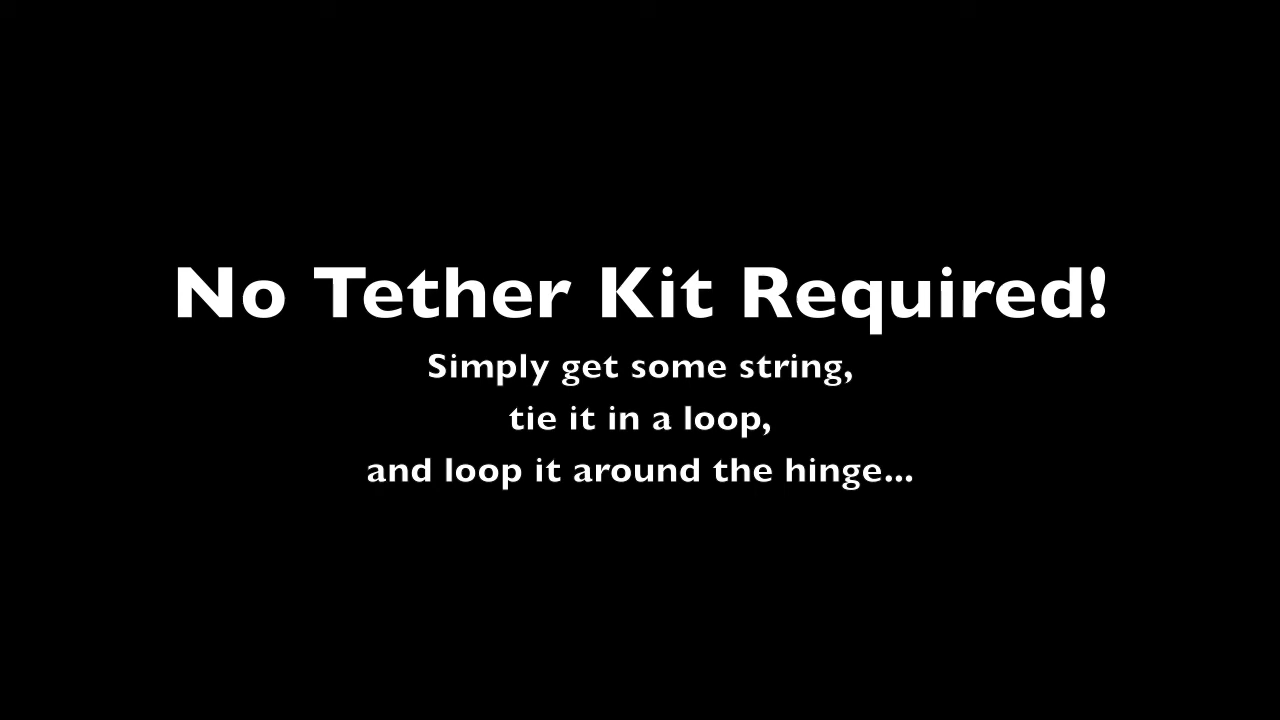 No Tether Kit Required!
Simply get some string,
tie it in a loop,
and loop it around the hinge...